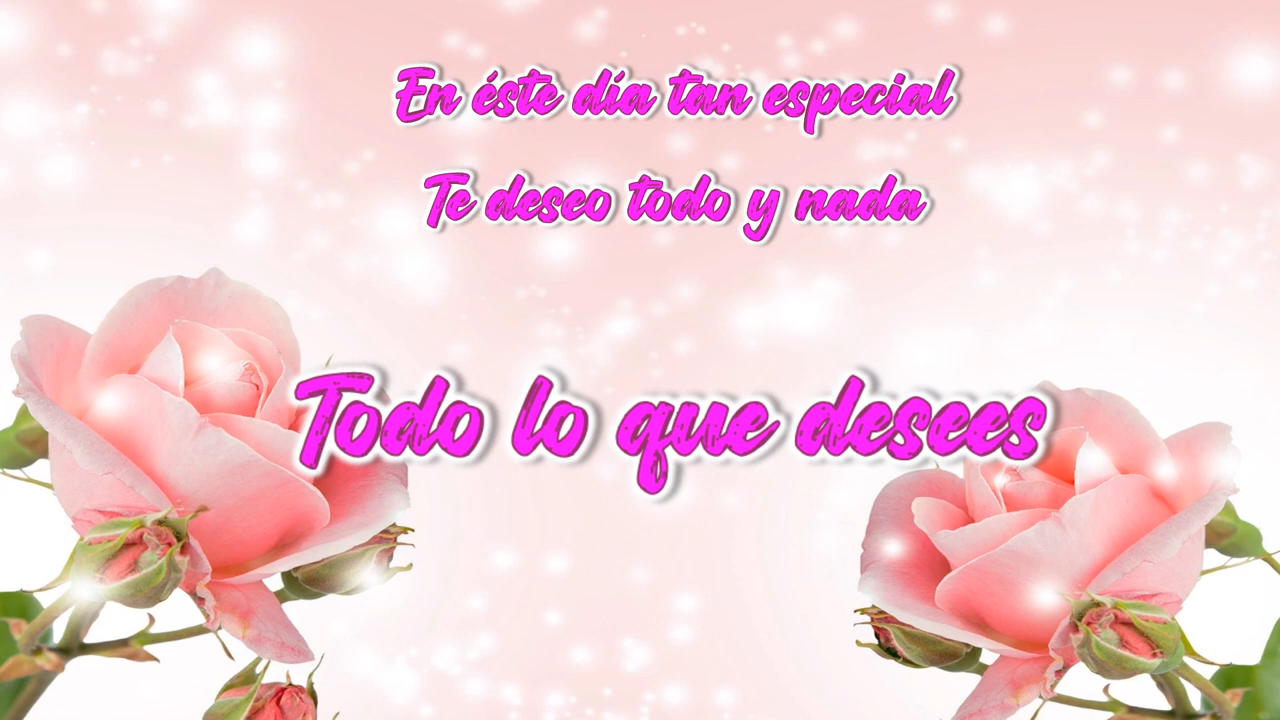 En éste día tan especial
Te deseo todo y nada
Todo lo que desees